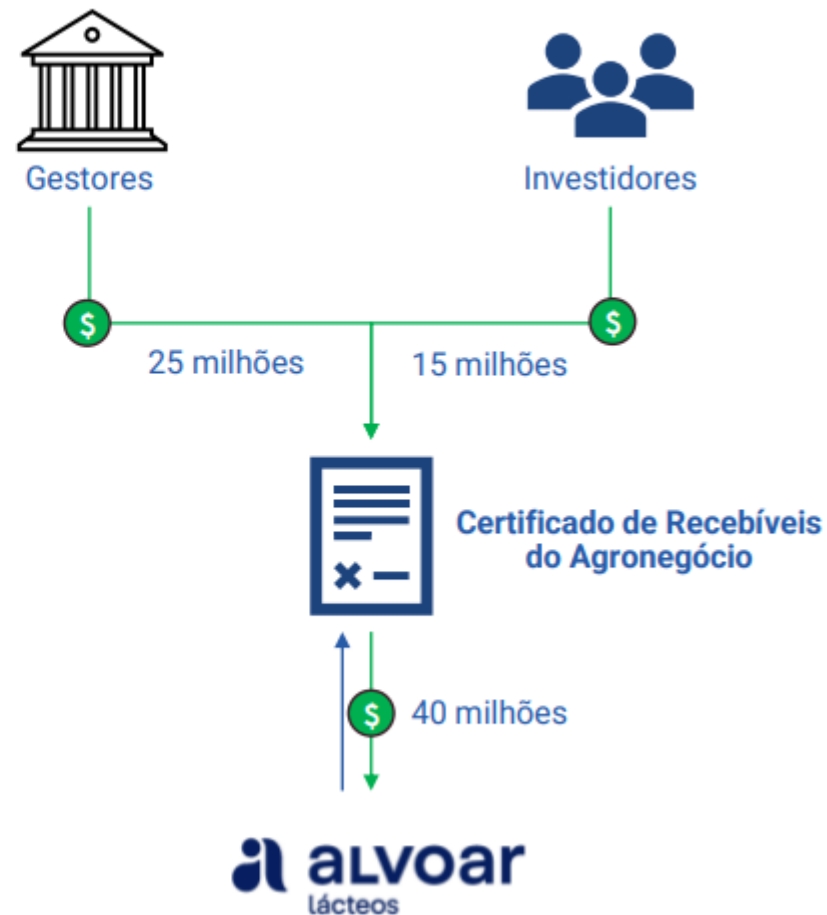 Gestores
Investidores
$
$
25 milhões
15 milhões
Certificado de Recebíveis
do Agronegócio
$
40 milhões
aLvoar
lácteos